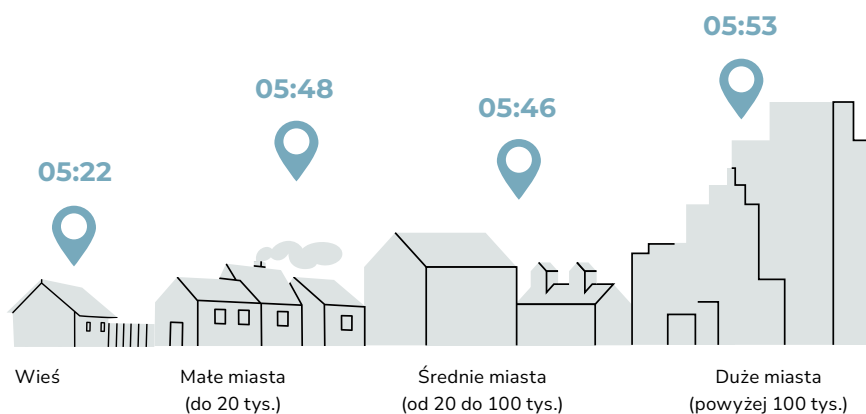 05:53
05:48
05:46
05:22
Wieś
Małe miasta
(do 20 tys.)
Średnie miasta
(od 20 do 100 tys.)
Duże miasta
(powyżej 100 tys.)